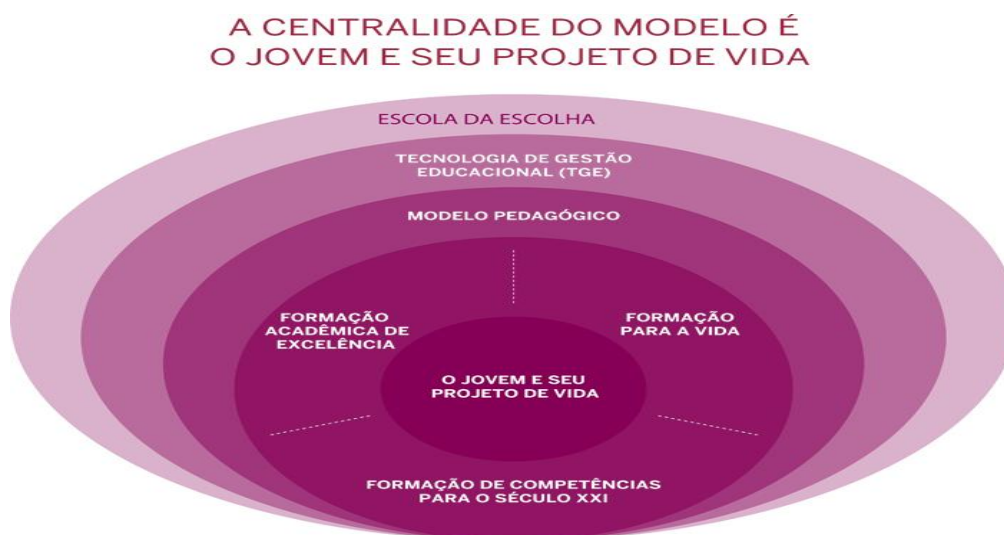 A CENTRALIDADE DO MODELO É
O JOVEM E SEU PROJETO DE VIDA
ESCOLA DA ESCOLHA
TECNOLOGIA DE GESTÃO
EDUCACIONAL (TGE)
MODELO PEDAGÓGICO
FORMAÇÃO
ACADÊMICA DE
EXCELÊNCIA
FORMAÇÃO
PARA A VIDA
O JOVEM E SEU
PROJETO DE VIDA
FORMAÇÃO DE COMPETÊNCIAS
PARA O SÉCULO XXI